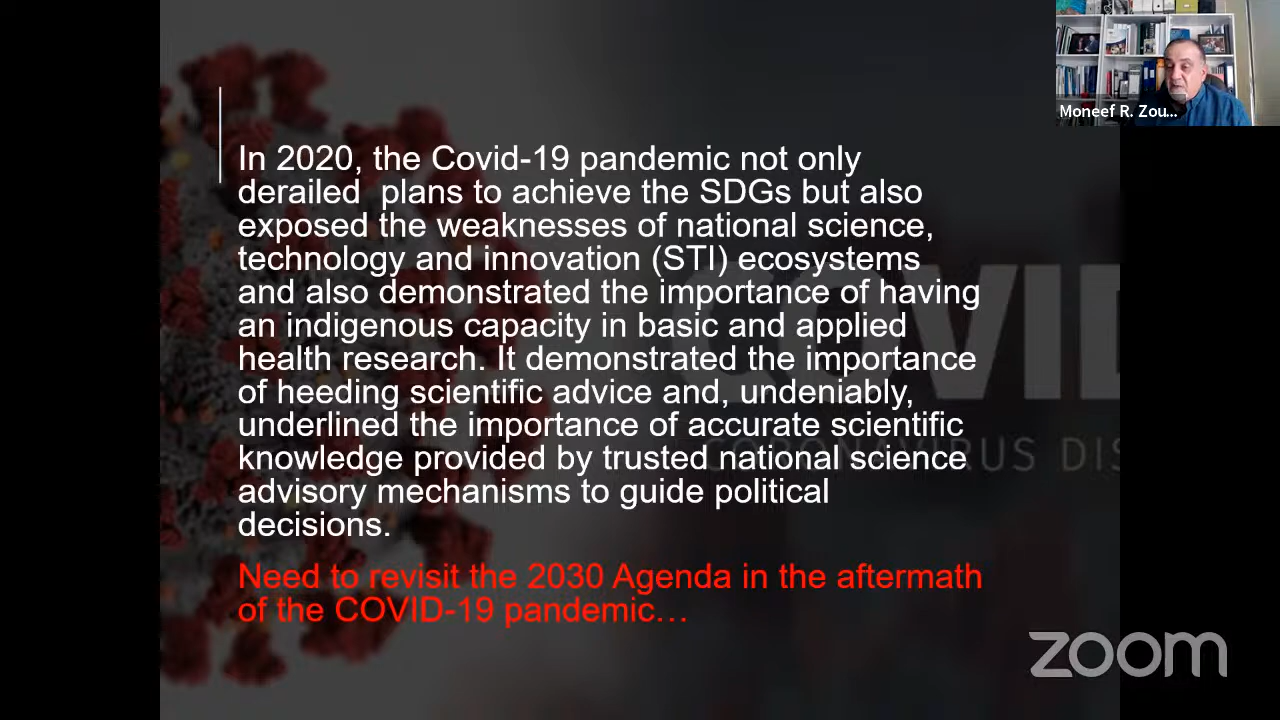 Moneef R. Zou...
In 2020, the Covid-19 pandemic not only
derailed  plans to achieve the SDGs but also
exposed the weaknesses of national science,
technology and innovation (STI) ecosystems
and also demonstrated the importance of having
an indigenous capacity in basic and applied
health research. It demonstrated the importance
of heeding scientific advice and, undeniably,
underlined the importance of accurate scientific
knowledge provided by trusted national science
advisory mechanisms to guide political
decisions.
Need to revisit the 2030 Agenda in the aftermath
of the COVID-19 pandemic…
COVID
CORONAVIRUS DIS
zoom